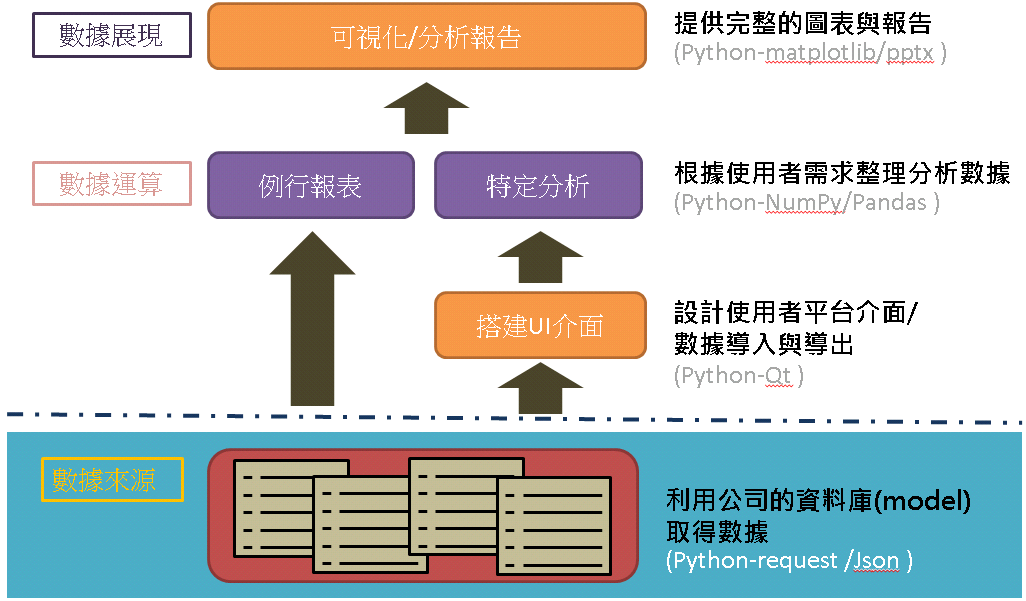 數據展現
可視化/分析報告
提供完整的圖表與報告
(Python-matplotlib/pptx )
數據運算
例行報表
特定分析
根據使用者需求整理分析數據
(Python-NumPy/Pandas )
搭建UI介面
設計使用者平台介面/
數據導入與導出
(Python-Qt )
數據來源
利用公司的資料庫(model)
取得數據
(Python-request /Json )